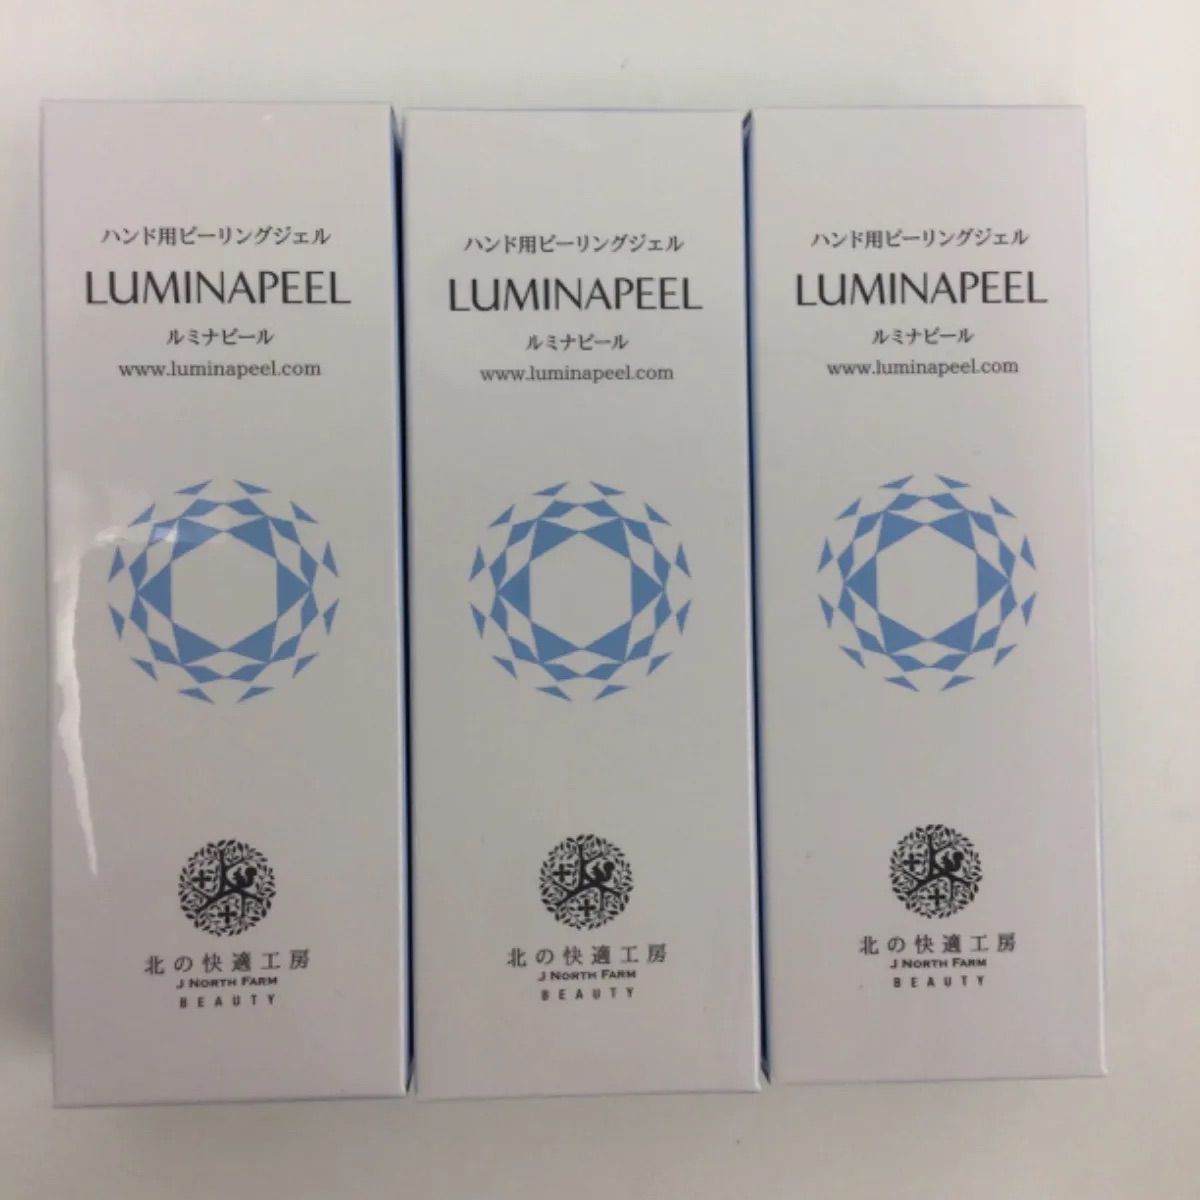 ハンド用ピーリングジェル
LUMINAPEEL
ルミナピール
www.luminapeel.com
北の快適工房
J NORTH FARM
BEAUTY
ハンド用ピーリングジェル
LUMINAPEEL
ルミナピール
www.luminapeel.com
北の快適工房
J NORTH FARM
BEAUTY
ハンド用ピーリングジェル
LUMINAPEEL
ルミナピール
www.luminapeel.com
北の快適工房
J NORTH FARM
BEAUTY